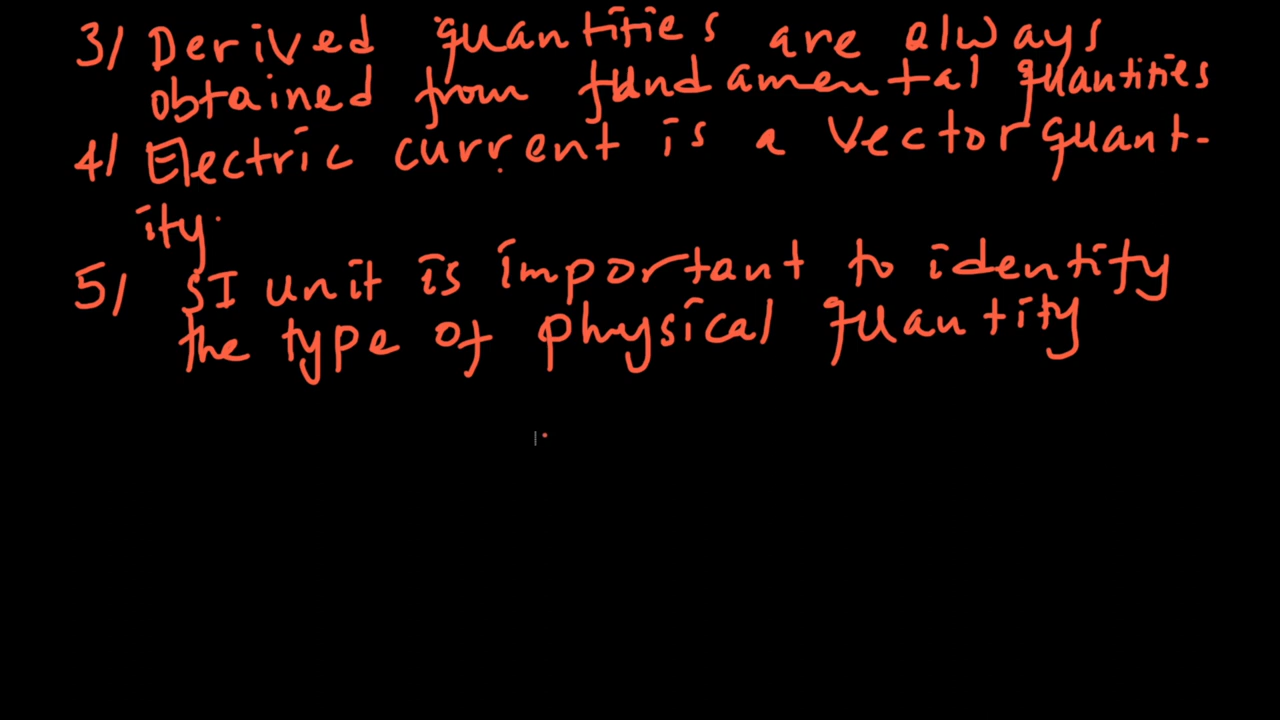 3/ Derived quantities are always
obtained from fundamental quantities
4/ Electric current is a vector quant-
ity.
5/ SI unit is important to identify
the type of physical quantity